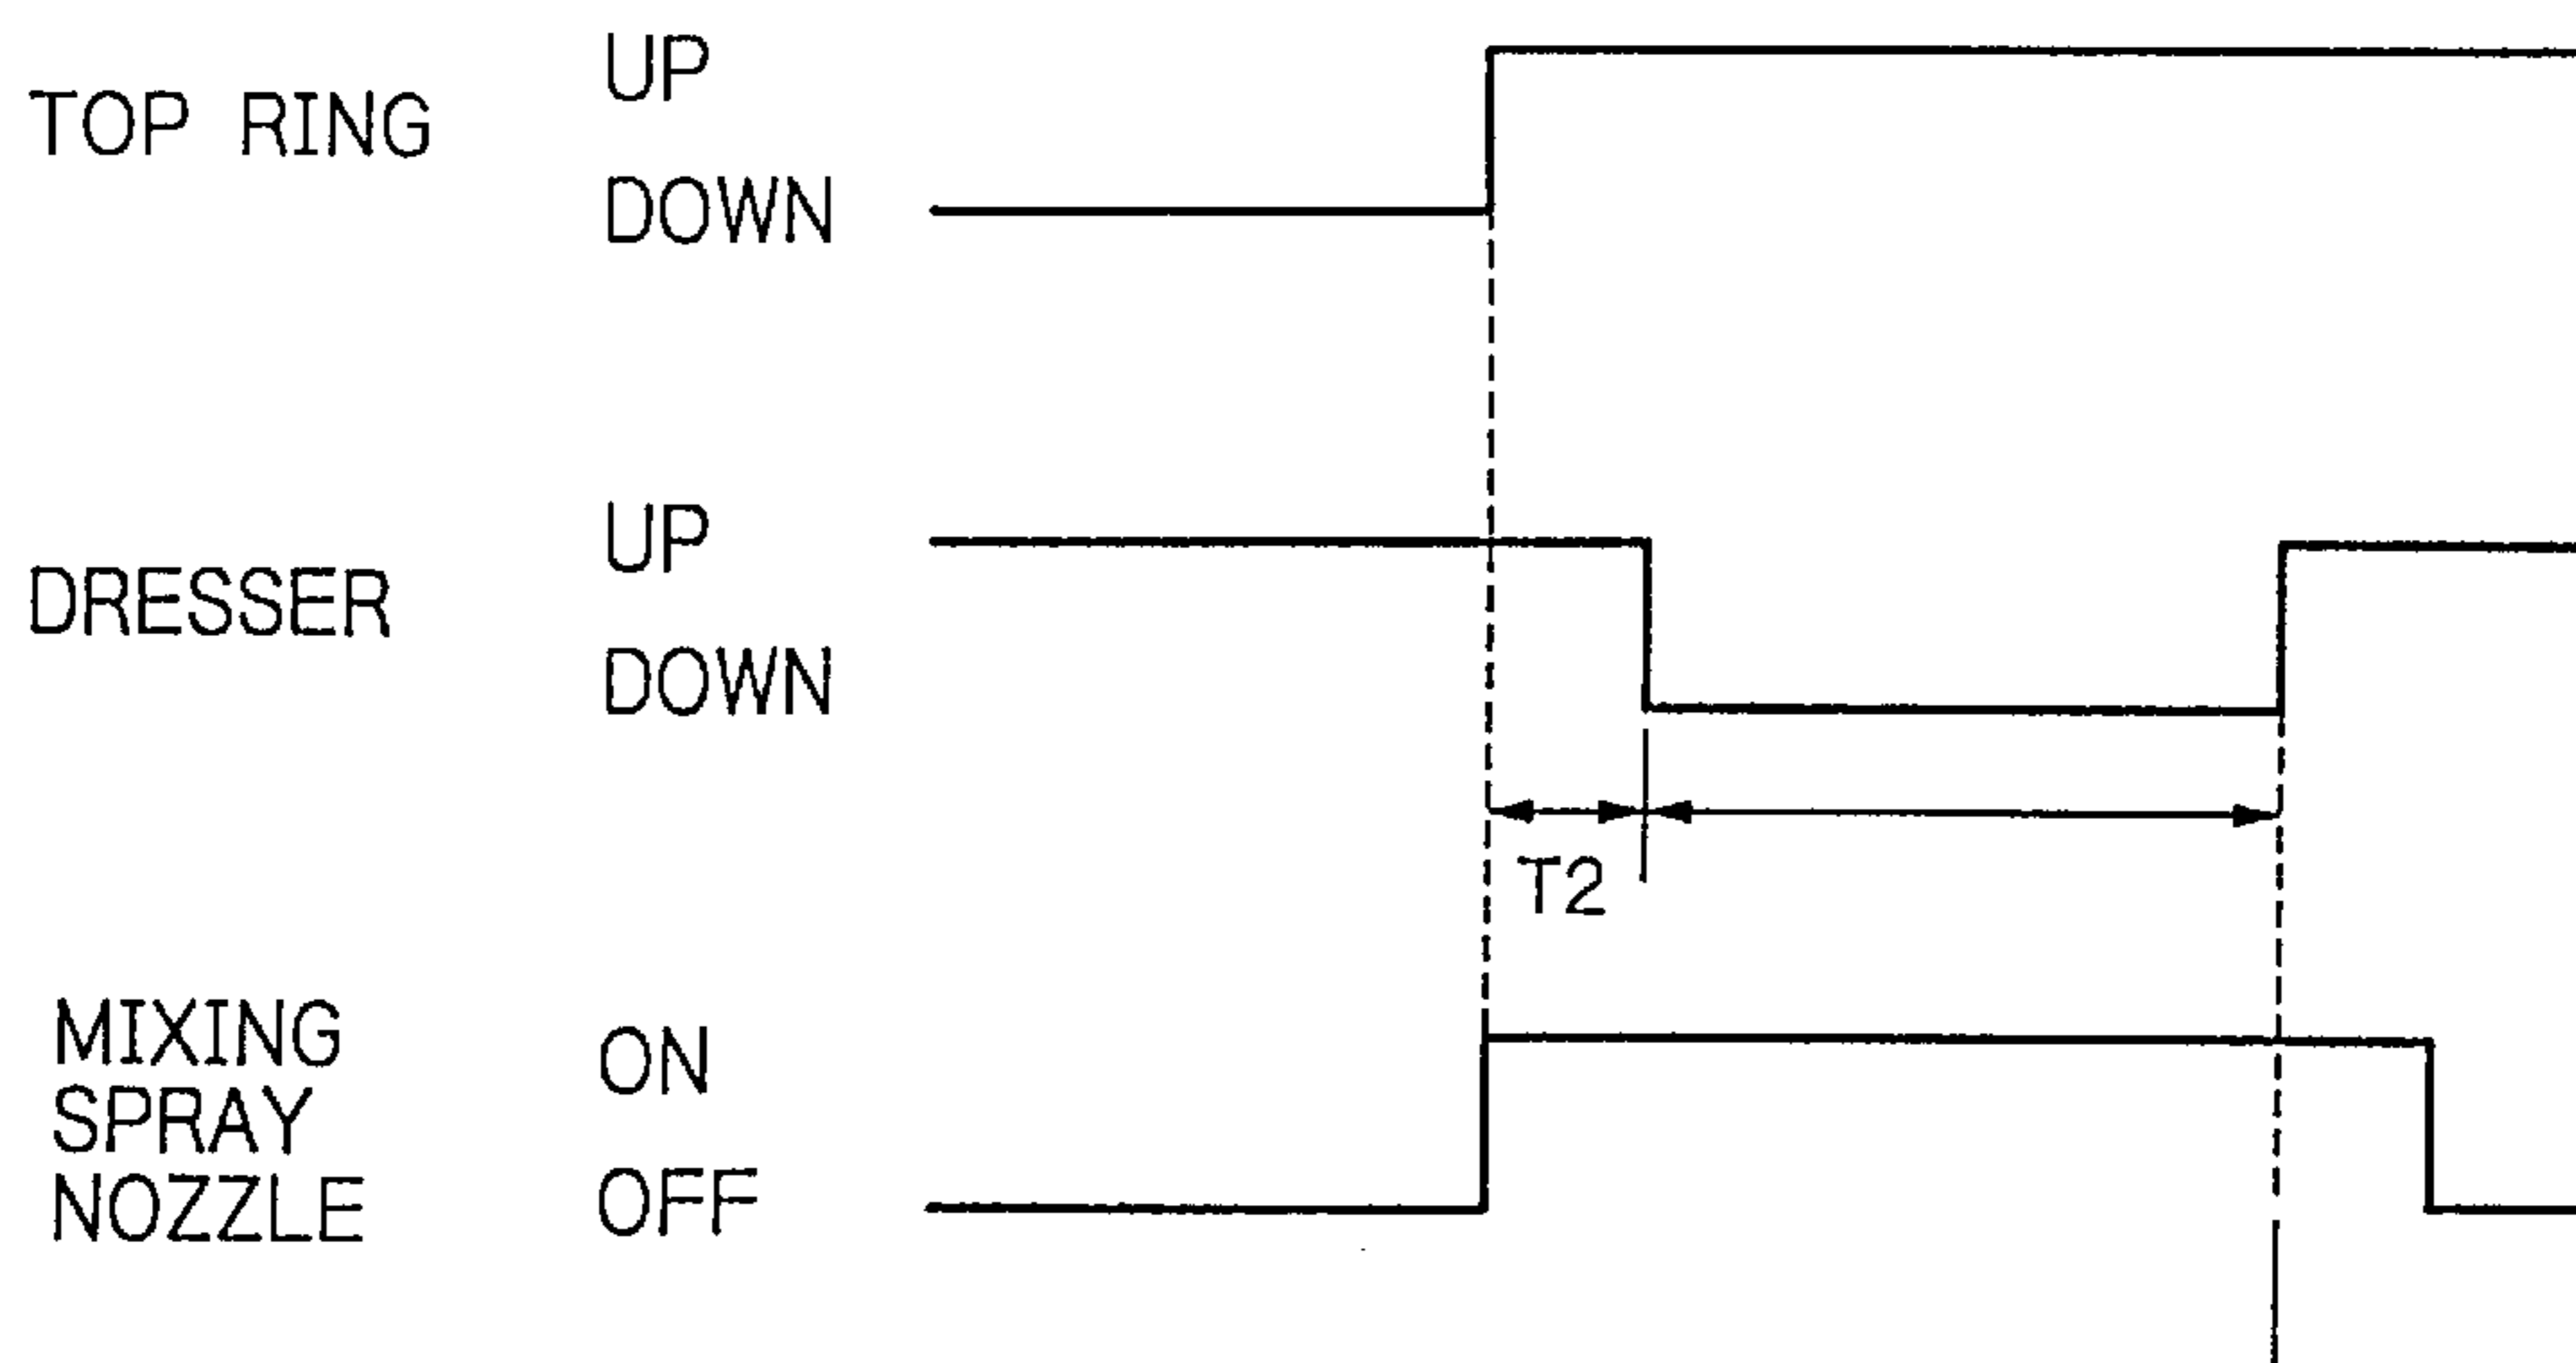 TOP RING
UP
DOWN
DRESSER
UP
DOWN
T2
MIXING
SPRAY
NOZZLE
ON
OFF